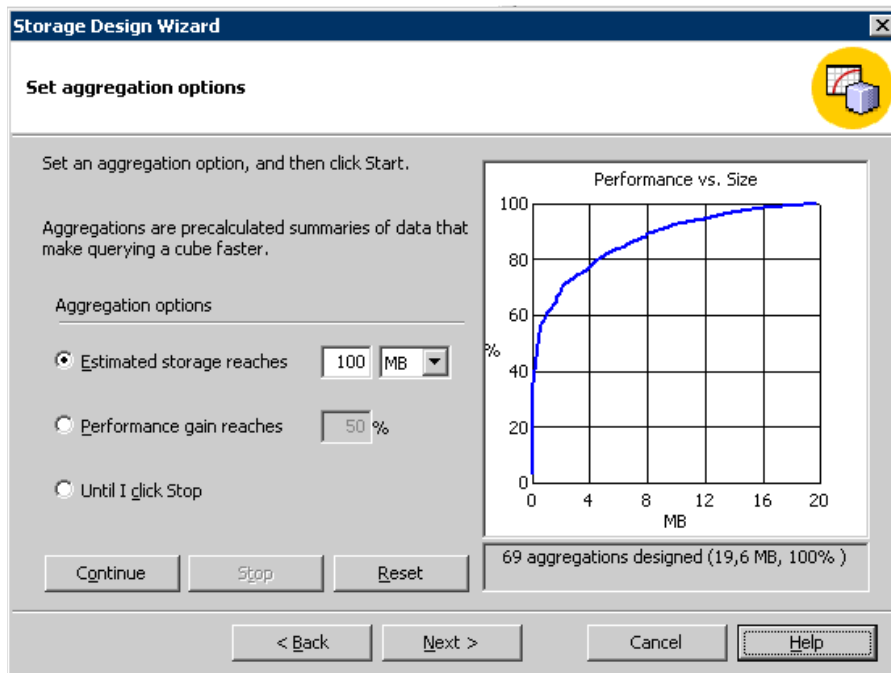 Storage Design Wizard
Set aggregation options
Set an aggregation option, and then click Start.
Aggregations are precalculated summaries of data that
make querying a cube faster.
Aggregation options
Estimated storage reaches 100 MB
Performance gain reaches 50 %
Until I click Stop
Continue Stop Reset
Performance vs. Size
100
80
60
%
40
20
0
0 4 8 12 16 20
MB
69 aggregations designed (19,6 MB, 100% )
< Back Next > Cancel Help